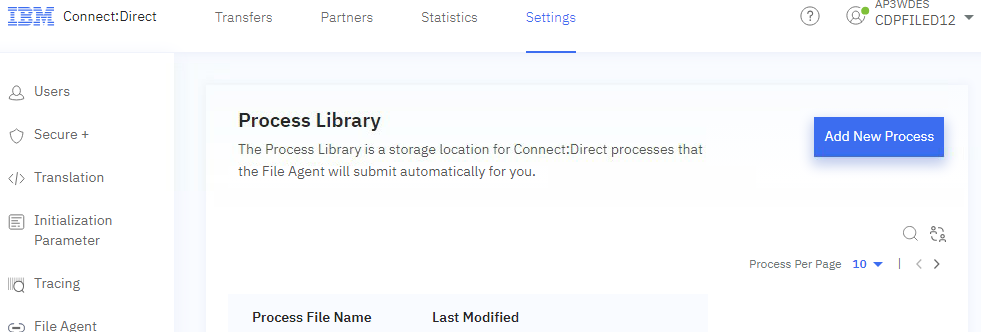 IBM Connect:Direct Transfers Partners Statistics Settings ? AP3WDES
CDPFILED12
Users
Secure +
Translation
Initialization
Parameter
Tracing
File Agent
Process Library
The Process Library is a storage location for Connect:Direct processes that
the File Agent will submit automatically for you.
Add New Process
Process Per Page 10
Process File Name Last Modified